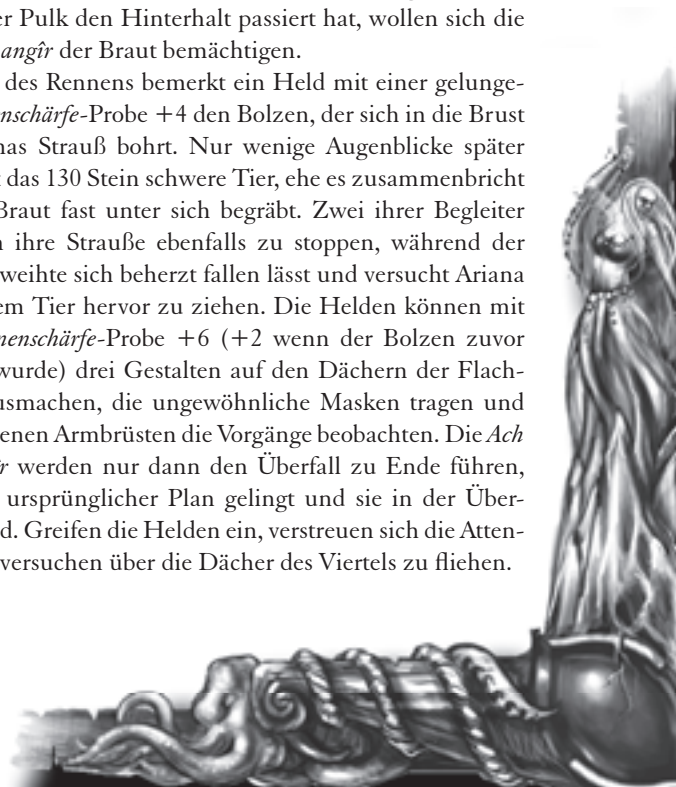 er Pulk den Hinterhalt passiert hat, wollen sich die
angîr der Braut bemächtigen.
des Rennens bemerkt ein Held mit einer gelunge-
nschärfe-Probe +4 den Bolzen, der sich in die Brust
nas Strauß bohrt. Nur wenige Augenblicke später
t das 130 Stein schwere Tier, ehe es zusammenbricht
Braut fast unter sich begräbt. Zwei ihrer Begleiter
n ihre Strauße ebenfalls zu stoppen, während der
weihte sich beherzt fallen lässt und versucht Ariana
em Tier hervor zu ziehen. Die Helden können mit
nenschärfe-Probe +6 (+2 wenn der Bolzen zuvor
wurde) drei Gestalten auf den Dächern der Flach-
usmachen, die ungewöhnliche Masken tragen und
enen Armbrüsten die Vorgänge beobachten. Die Ach
r werden nur dann den Überfall zu Ende führen,
ursprünglicher Plan gelingt und sie in der Über-
d. Greifen die Helden ein, verstreuen sich die Atten-
versuchen über die Dächer des Viertels zu fliehen.